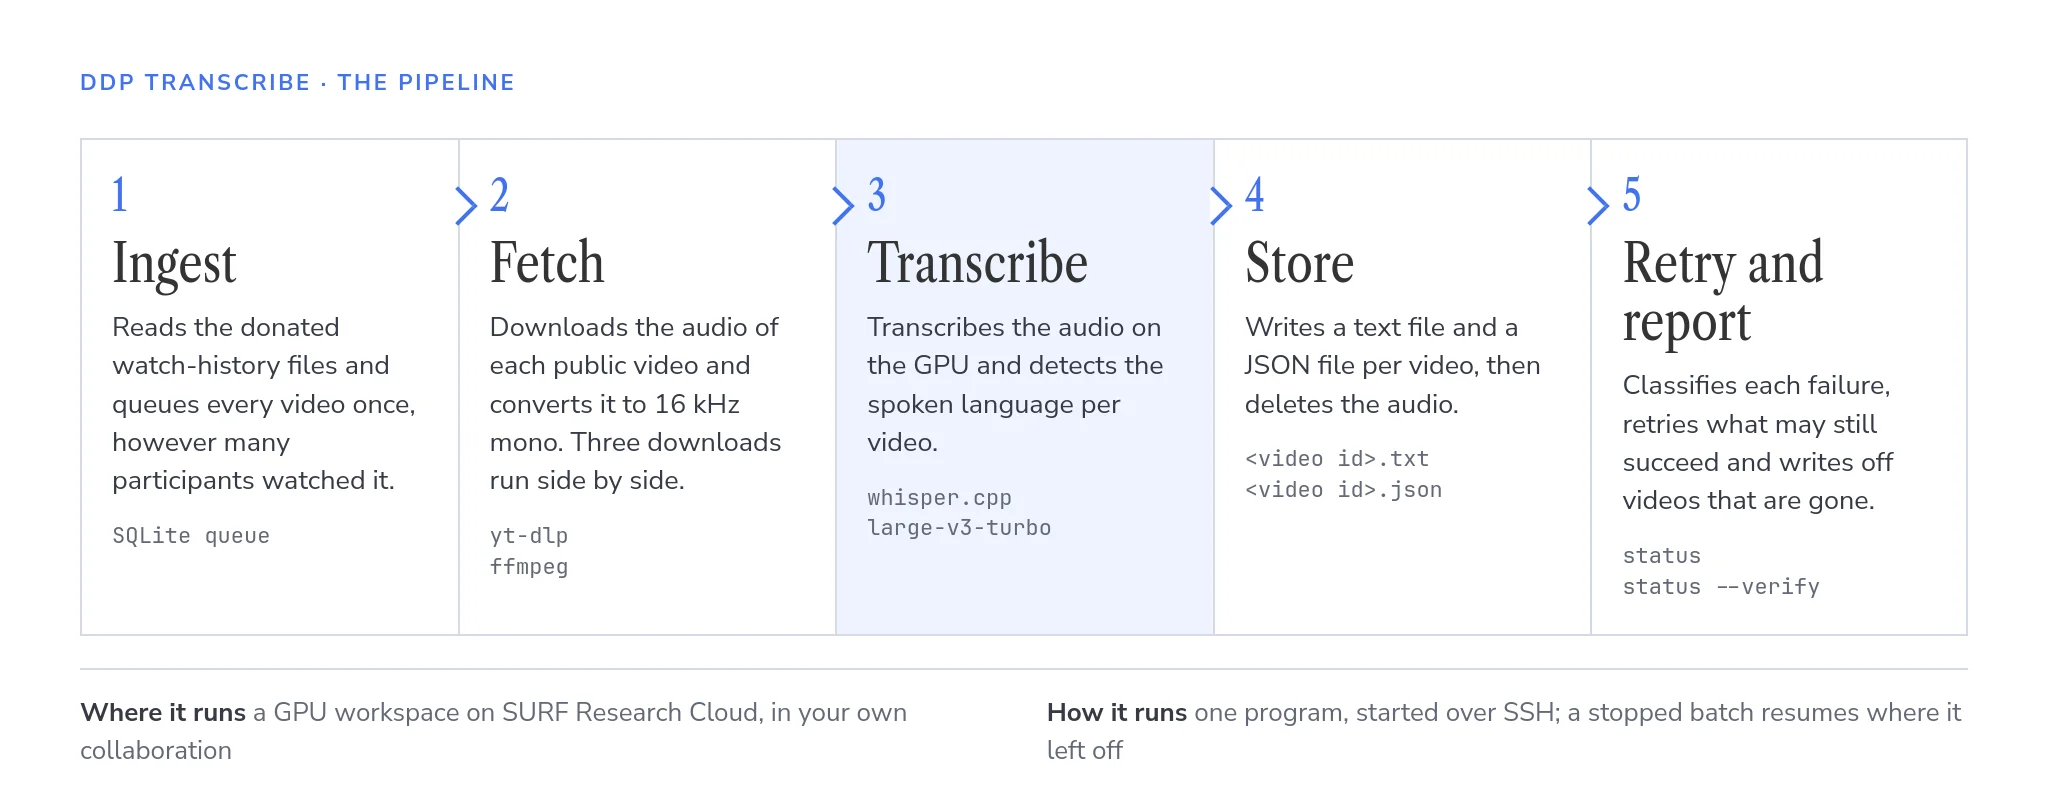 DDP TRANSCRIBE · THE PIPELINE
1
Ingest
Reads the donated
watch-history files and
queues every video once,
however many
participants watched it.
SQLite queue
2
Fetch
Downloads the audio of
each public video and
converts it to 16 kHz
mono. Three downloads
run side by side.
yt-dlp
ffmpeg
3
Transcribe
Transcribes the audio on
the GPU and detects the
spoken language per
video.
whisper.cpp
large-v3-turbo
4
Store
Writes a text file and a
JSON file per video, then
deletes the audio.
<video id>.txt
<video id>.json
5
Retry and
report
Classifies each failure,
retries what may still
succeed and writes off
videos that are gone.
status
status --verify
Where it runs a GPU workspace on SURF Research Cloud, in your own
collaboration
How it runs one program, started over SSH; a stopped batch resumes where it
left off